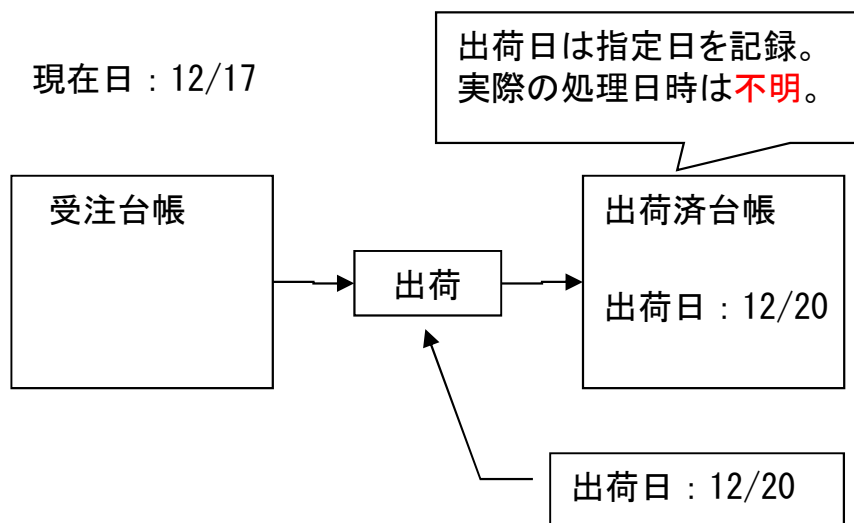 現在日：12/17
出荷日は指定日を記録。
実際の処理日時は不明。
受注台帳
出荷
出荷済台帳
出荷日：12/20
出荷日：12/20